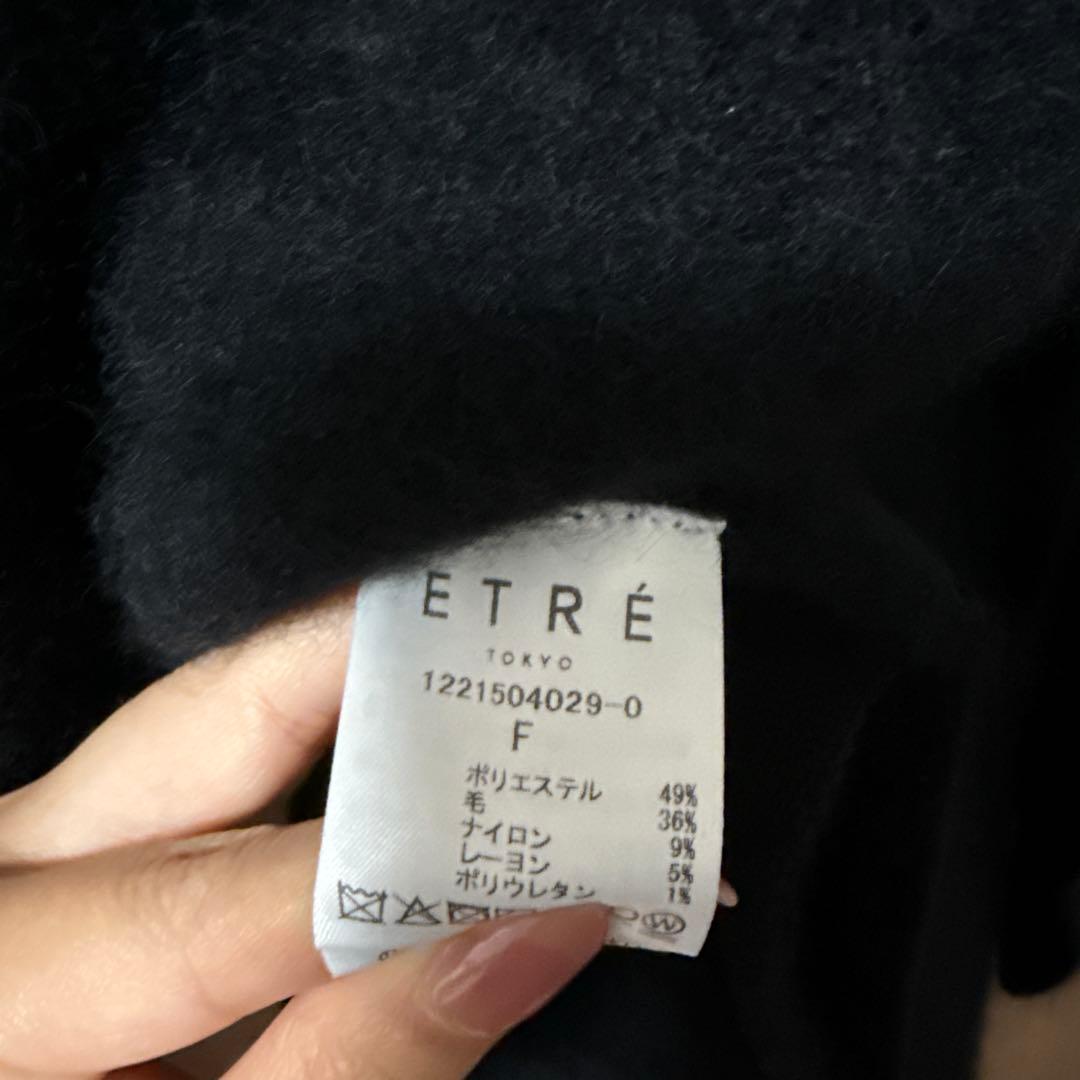 ETRÉ
TOKYO
1221504029-0
F
ポリエステル 49%
毛 36%
ナイロン 9%
レーヨン 5%
ポリウレタン 1%
W